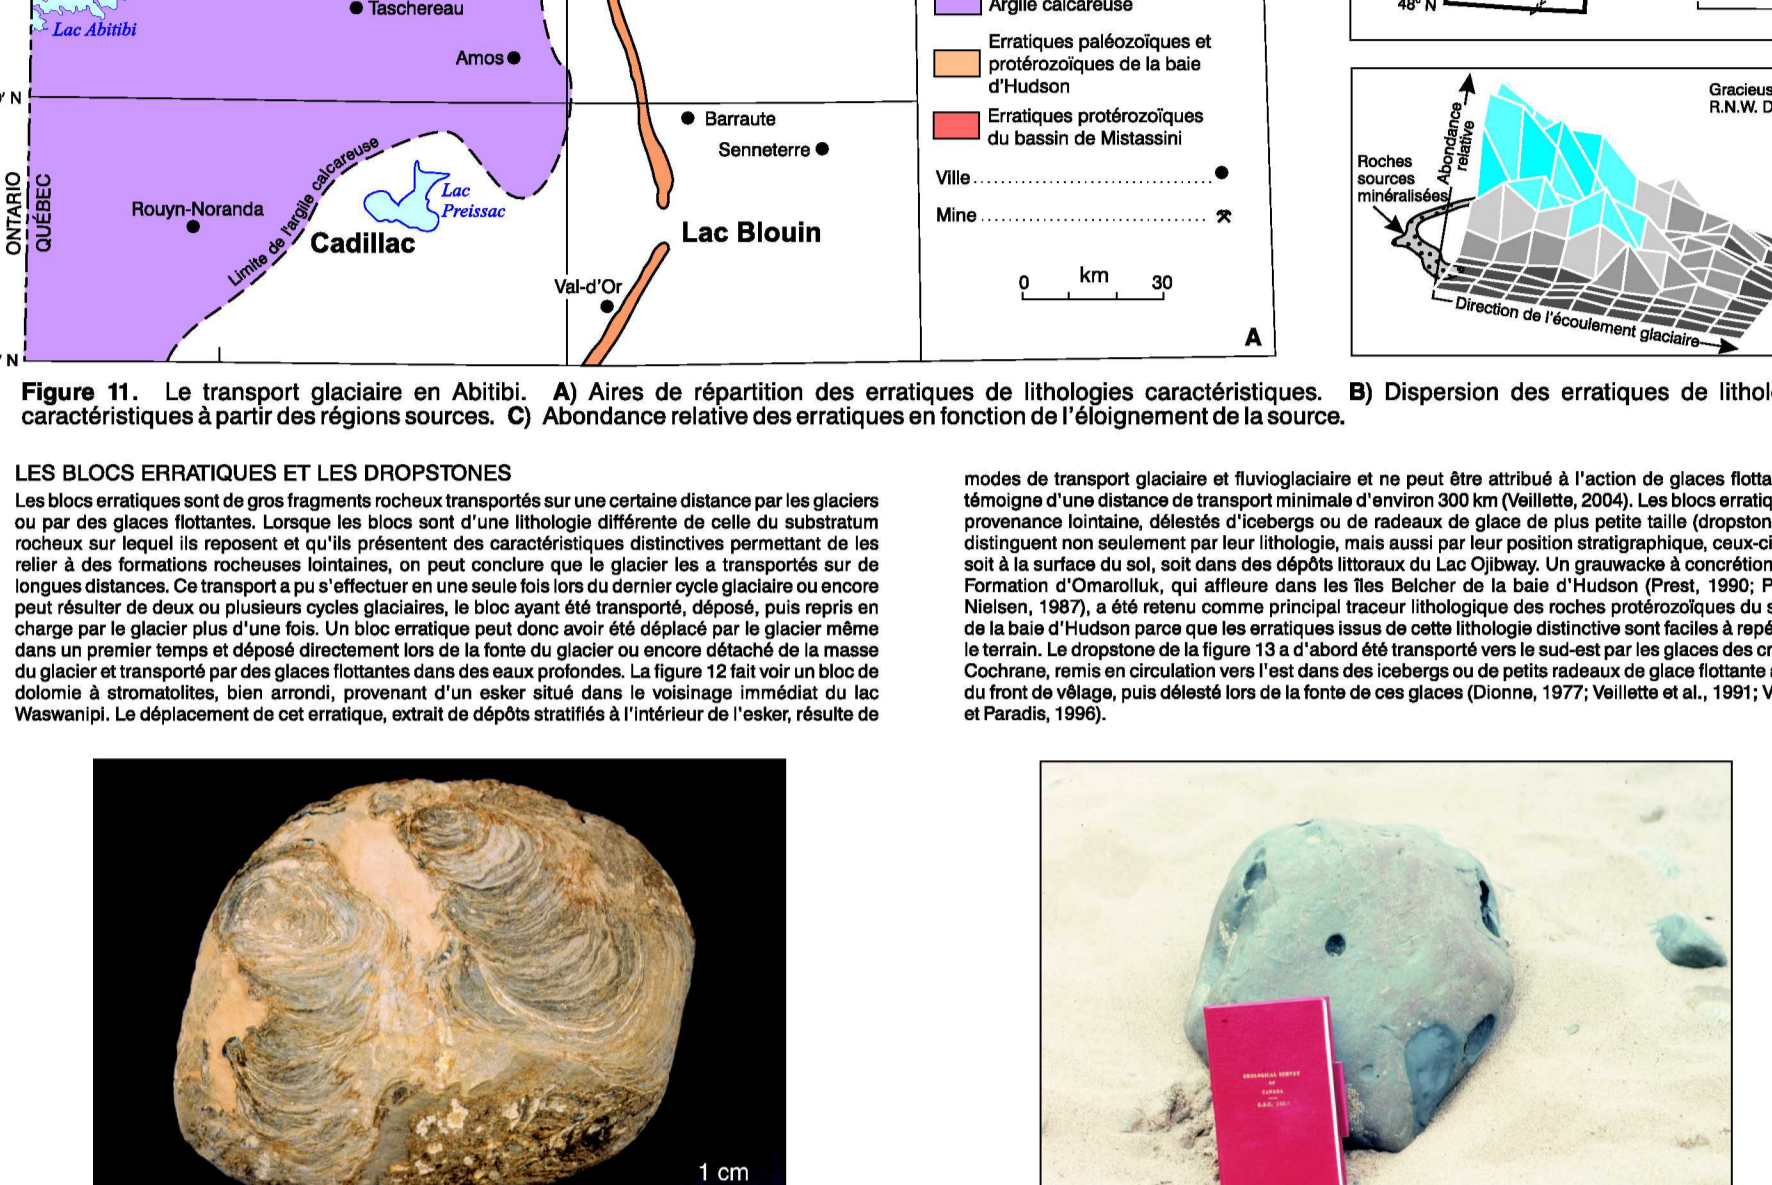 Taschereau
Lac Abitibi
Amos
Argile calcareuse
Erratiques paléozoïques et
protérozoïques de la baie
d'Hudson
Erratiques protérozoïques
du bassin de Mistassini
Ville
Mine
0 km 30
A
' N
Barraute
Senneterre
Limite de l'argile calcareuse
ONTARIO
QUÉBEC
Rouyn-Noranda
Lac
Preissac
Cadillac
Lac Blouin
Val-d'Or
' N
48° N
Abondance
relative
Roches
sources
minéralisées
Direction de l'écoulement glaciaire
R.N.W.
Figure 11. Le transport glaciaire en Abitibi. A) Aires de répartition des erratiques de lithologies caractéristiques. B) Dispersion des erratiques de
caractéristiques à partir des régions sources. C) Abondance relative des erratiques en fonction de l'éloignement de la source.
LES BLOCS ERRATIQUES ET LES DROPSTONES
Les blocs erratiques sont de gros fragments rocheux transportés sur une certaine distance par les glaciers
ou par des glaces flottantes. Lorsque les blocs sont d'une lithologie différente de celle du substratum
rocheux sur lequel ils reposent et qu'ils présentent des caractéristiques distinctives permettant de les
relier à des formations rocheuses lointaines, on peut conclure que le glacier les a transportés sur de
longues distances. Ce transport a pu s'effectuer en une seule fois lors du dernier cycle glaciaire ou encore
peut résulter de deux ou plusieurs cycles glaciaires, le bloc ayant été transporté, déposé, puis repris en
charge par le glacier plus d'une fois. Un bloc erratique peut donc avoir été déplacé par le glacier même
dans un premier temps et déposé directement lors de la fonte du glacier ou encore détaché de la masse
du glacier et transporté par des glaces flottantes dans des eaux profondes. La figure 12 fait voir un bloc de
dolomie à stromatolites, bien arrondi, provenant d'un esker situé dans le voisinage immédiat du lac
Waswanipi. Le déplacement de cet erratique, extrait de dépôts stratifiés à l'intérieur de l'esker, résulte de
modes de transport glaciaire et fluvioglaciaire et ne peut être attribué à l'action de glaces
témoigne d'une distance de transport minimale d'environ 300 km (Veillette, 2004). Les blocs
provenance lointaine, délestés d'icebergs ou de radeaux de glace de plus petite taille
distinguent non seulement par leur lithologie, mais aussi par leur position stratigraphique, ceux-ci
soit à la surface du sol, soit dans des dépôts littoraux du Lac Ojibway. Un grauwacke à
Formation d'Omarolluk, qui affleure dans les îles Belcher de la baie d'Hudson (Prest, 1990;
Nielsen, 1987), a été retenu comme principal traceur lithologique des roches protérozoïques du
de la baie d'Hudson parce que les erratiques issus de cette lithologie distinctive sont faciles à
le terrain. Le dropstone de la figure 13 a d'abord été transporté vers le sud-est par les glaces des
Cochrane, remis en circulation vers l'est dans des icebergs ou de petits radeaux de glace flottante
du front de vêlage, puis délesté lors de la fonte de ces glaces (Dionne, 1977; Veillette et al., 1991;
et Paradis, 1996).
1 cm
GEOLOGICAL SURVEY
OF
CANADA